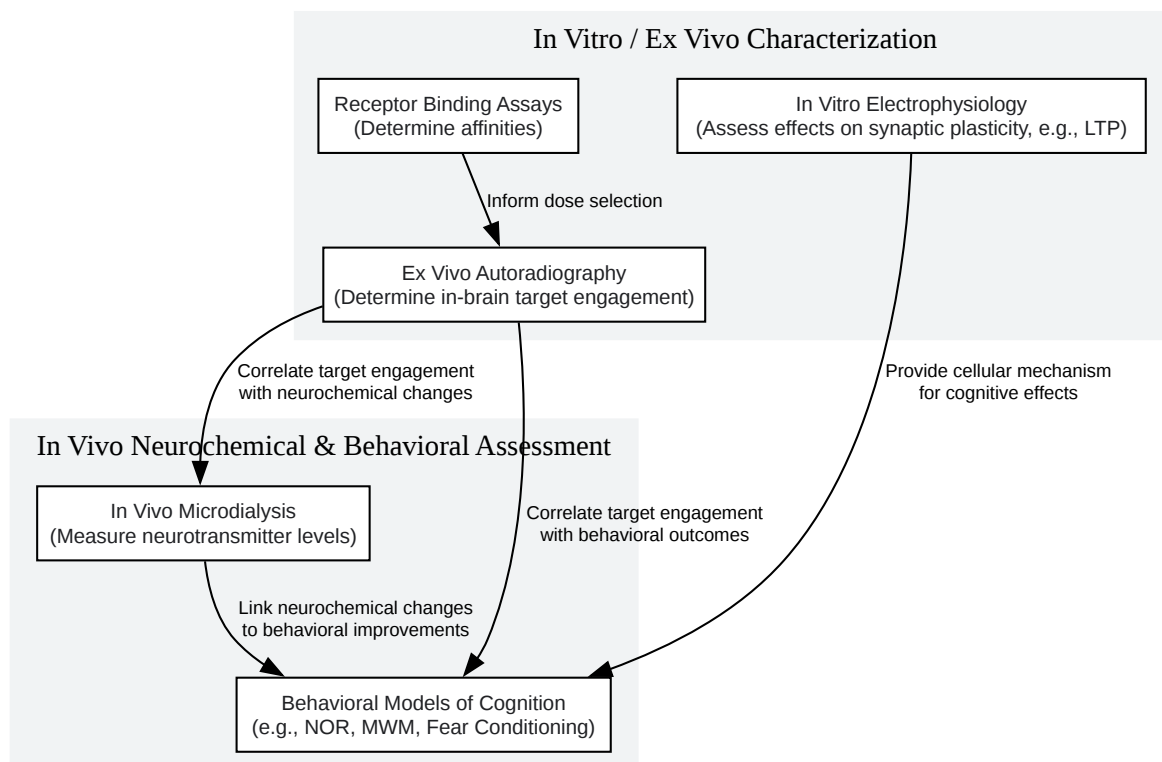 In Vitro / Ex Vivo Characterization
Receptor Binding Assays
(Determine affinities)
In Vitro Electrophysiology
(Assess effects on synaptic plasticity, e.g., LTP)
Inform dose selection
Ex Vivo Autoradiography
(Determine in-brain target engagement)
Correlate target engagement
with neurochemical changes
Provide cellular mechanism
for cognitive effects
In Vivo Neurochemical & Behavioral Assessment
In Vivo Microdialysis
(Measure neurotransmitter levels)
Correlate target engagement
with behavioral outcomes
Link neurochemical changes
to behavioral improvements
Behavioral Models of Cognition
(e.g., NOR, MWM, Fear Conditioning)